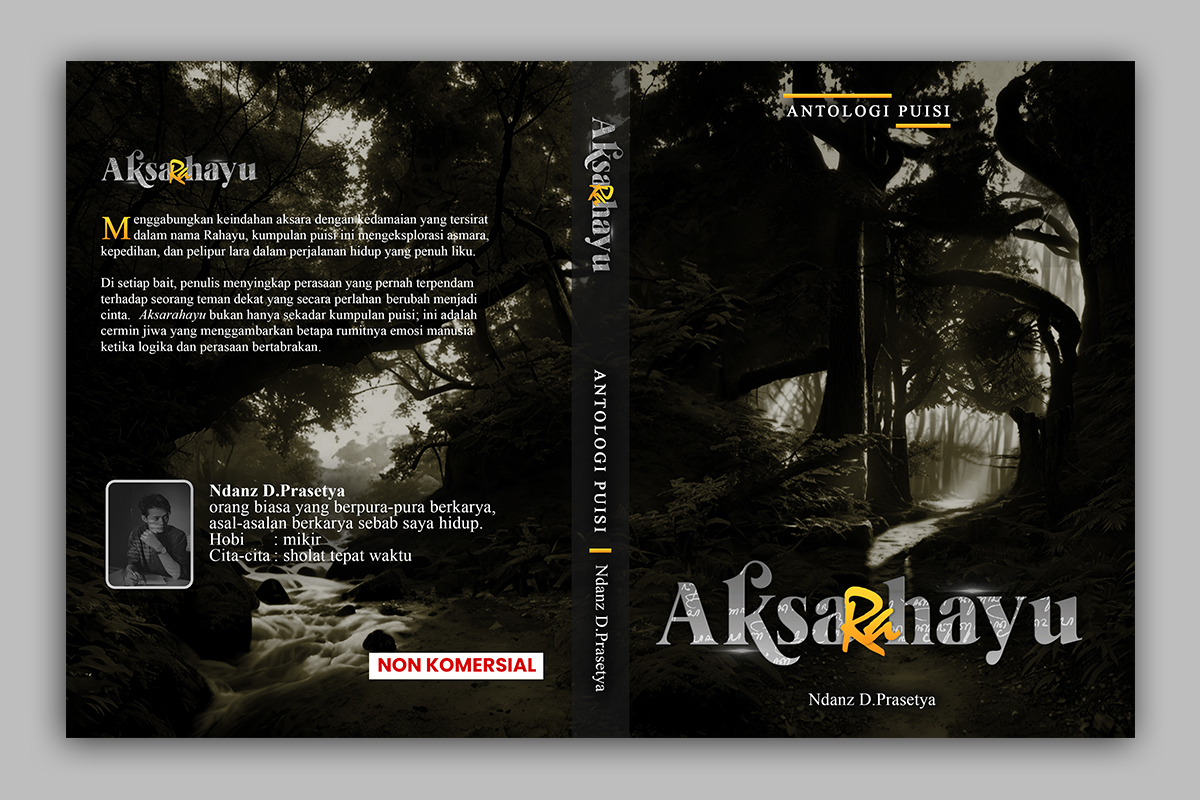 AksaRahayu
Menggabungkan keindahan aksara dengan kedamaian yang tersirat
dalam nama Rahayu, kumpulan puisi ini mengeksplorasi asmara,
kepedihan, dan pelipur lara dalam perjalanan hidup yang penuh liku.
Di setiap bait, penulis menyingkap perasaan yang pernah terpendam
terhadap seorang teman dekat yang secara perlahan berubah menjadi
cinta. Aksarahayu bukan hanya sekadar kumpulan puisi; ini adalah
cermin jiwa yang menggambarkan betapa rumitnya emosi manusia
ketika logika dan perasaan bertabrakan.
Ndanz D.Prasetya
orang biasa yang berpura-pura berkarya,
asal-asalan berkarya sebab saya hidup.
Hobi : mikir
Cita-cita : sholat tepat waktu
NON KOMERSIAL
AksaRahayu
ANTOLOGI PUISI
Ndanz D.Prasetya
ANTOLOGI PUISI
AksaRahayu
Ndanz D.Prasetya